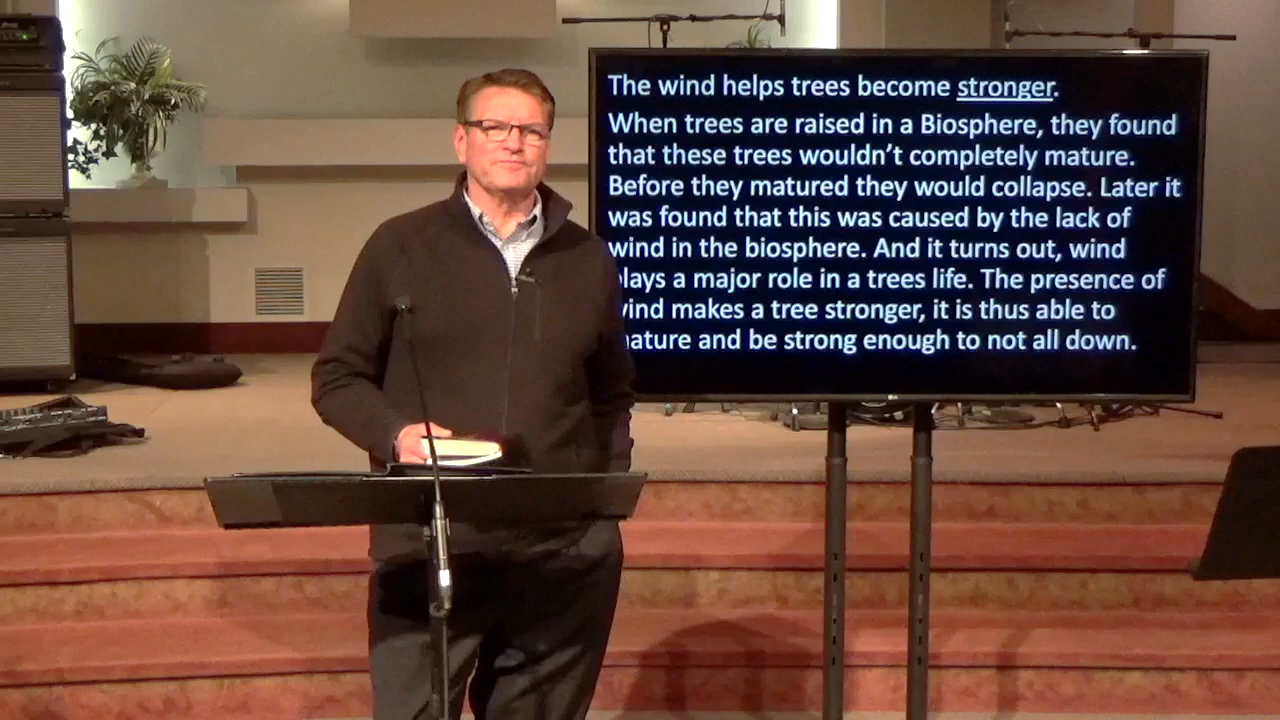 The wind helps trees become stronger.
When trees are raised in a Biosphere, they found
that these trees wouldn't completely mature.
Before they matured they would collapse. Later it
was found that this was caused by the lack of
wind in the biosphere. And it turns out, wind
plays a major role in a trees life. The presence of
wind makes a tree stronger, it is thus able to
mature and be strong enough to not all down.